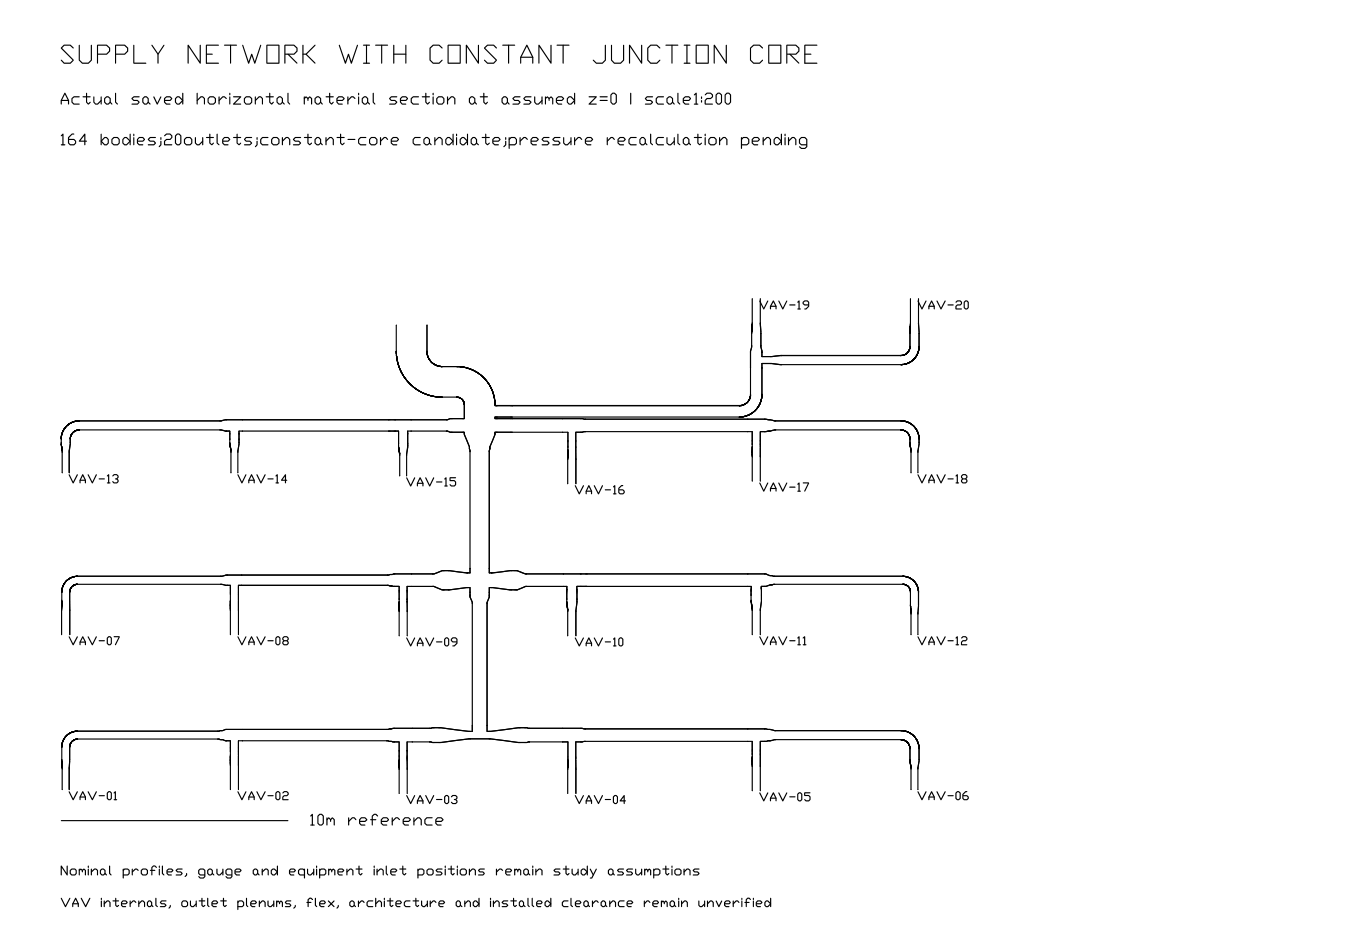 SUPPLY NETWORK WITH CONSTANT JUNCTION CORE
Actual saved horizontal material section at assumed z=0 | scale1:200
164 bodies;20outlets;constant-core candidate;pressure recalculation pending
VAV-19
VAV-20
VAV-13
VAV-14
VAV-15
VAV-16
VAV-17
VAV-18
VAV-07
VAV-08
VAV-09
VAV-10
VAV-11
VAV-12
VAV-01
VAV-02
VAV-03
VAV-04
VAV-05
VAV-06
10m reference
Nominal profiles, gauge and equipment inlet positions remain study assumptions
VAV internals, outlet plenums, flex, architecture and installed clearance remain unverified